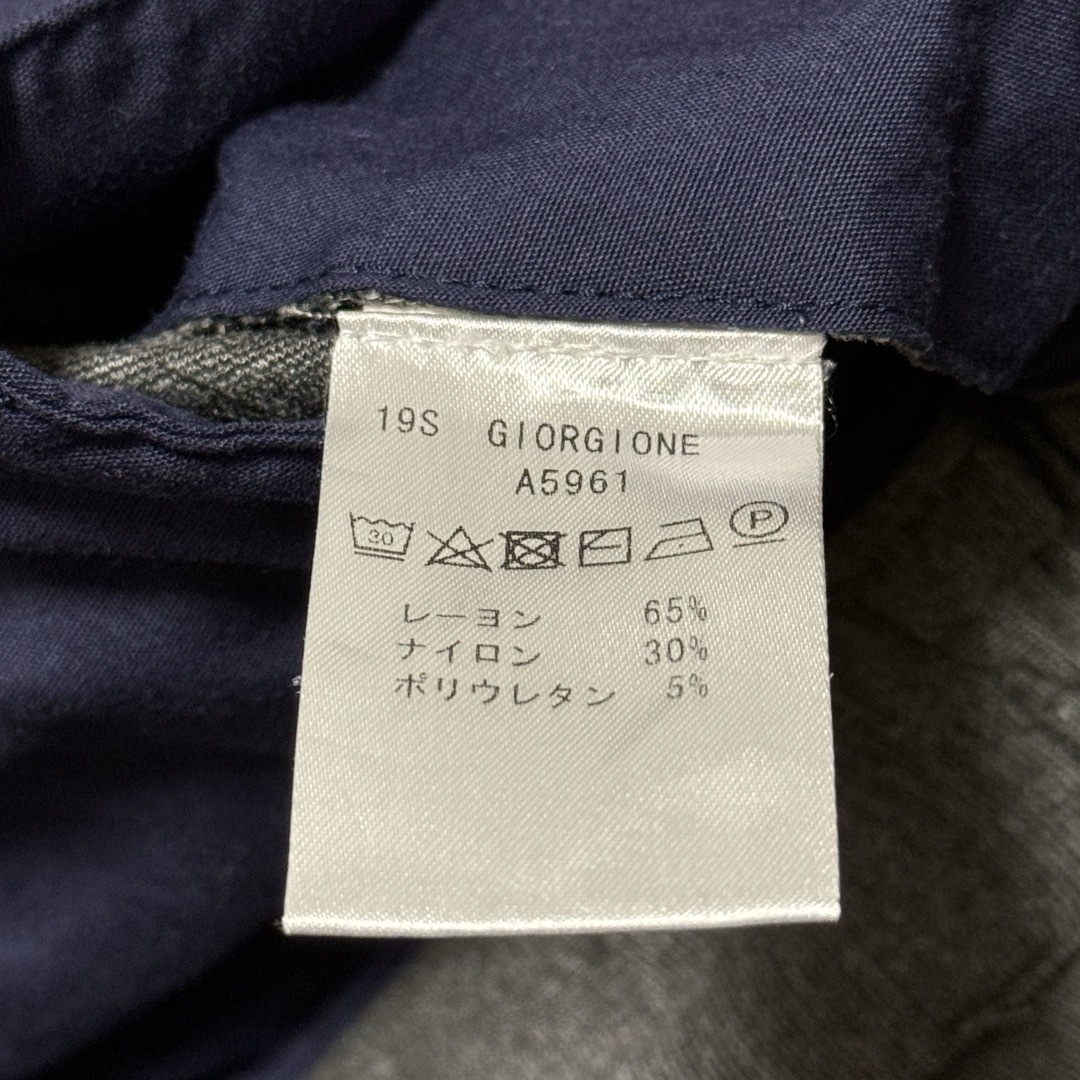 19S GIORGIONE
A5961
30 P
レーヨン 65%
ナイロン 30%
ポリウレタン 5%